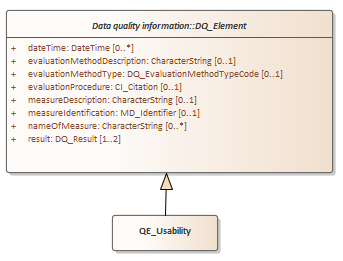 Data quality information::DQ_Element
+ dateTime: DateTime [0..*]
+ evaluationMethodDescription: CharacterString [0..1]
+ evaluationMethodType: DQ_EvaluationMethodTypeCode [0..1]
+ evaluationProcedure: CI_Citation [0..1]
+ measureDescription: CharacterString [0..1]
+ measureIdentification: MD_Identifier [0..1]
+ nameOfMeasure: CharacterString [0..*]
+ result: DQ_Result [1..2]
QE_Usability